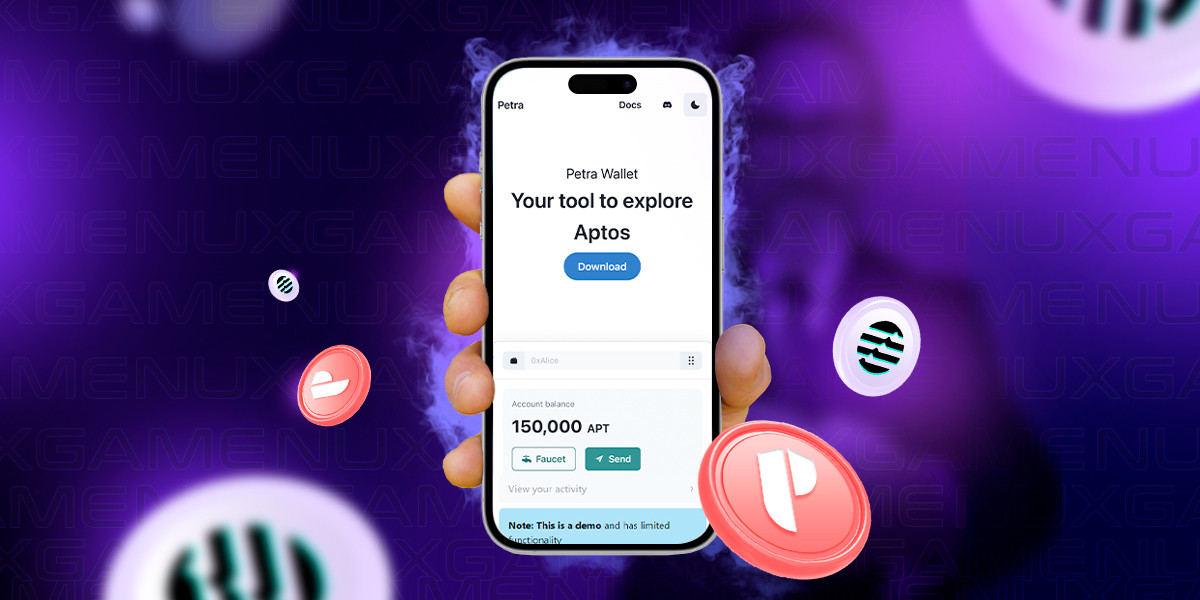 Petra Docs
Petra Wallet
Your tool to explore
Aptos
Download
0xAlice
Account balance
150,000 APT
Faucet Send
View your activity
Note: This is a demo and has limited
functionality